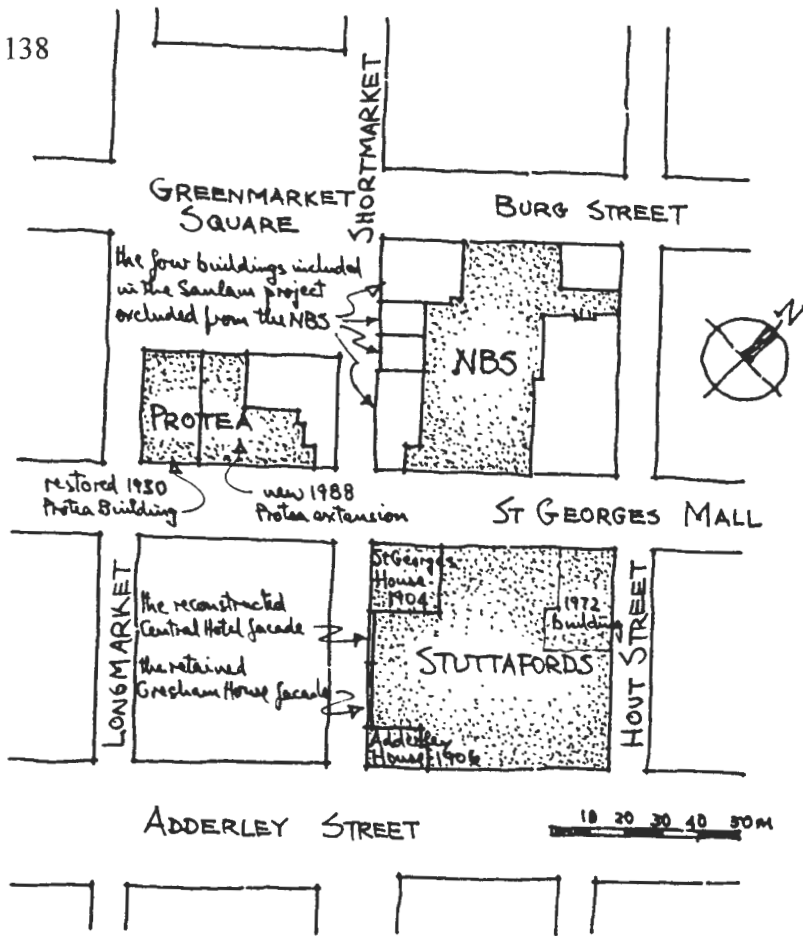 138
SHORTMARKET
GREENMARKET
SQUARE
BURG STREET
the four buildings included
in the Sanlam project
excluded from the NBS
NBS
N
PROTEA
restored 1930
Protea Building
new 1988
Protea extension
ST GEORGES MALL
St Georges
House
1904
1972
Building
the reconstructed
Central Hotel facade
the retained
Gresham House facade
STUTTAFORDS
LONGMARKET
HOUT STREET
Adderley
House 1906
ADDERLEY STREET
10 20 30 40 50M